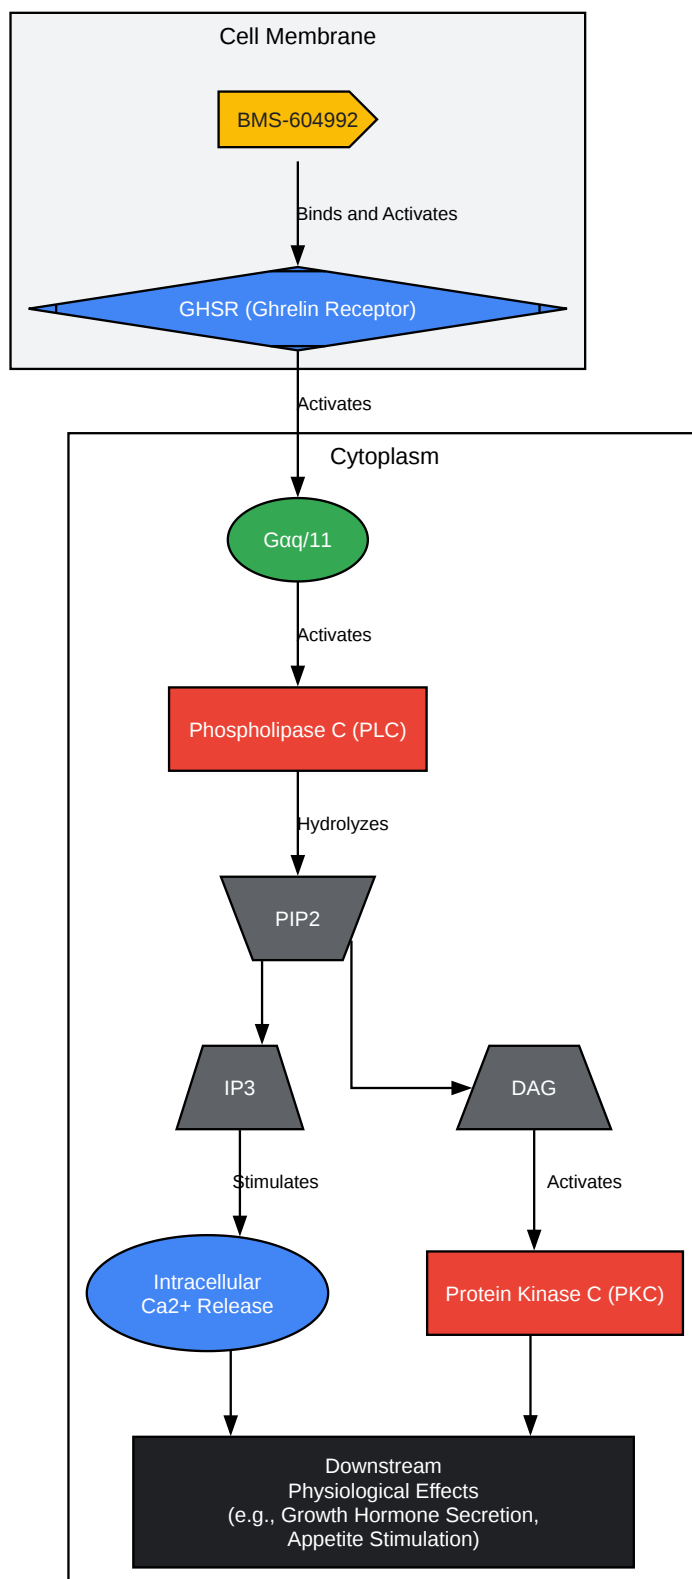 Cell Membrane
BMS-604992
Binds and Activates
GHSR (Ghrelin Receptor)
Activates
Cytoplasm
Gαq/11
Activates
Phospholipase C (PLC)
Hydrolyzes
PIP2
IP3
DAG
Stimulates
Activates
Intracellular
Ca2+ Release
Protein Kinase C (PKC)
Downstream
Physiological Effects
(e.g., Growth Hormone Secretion,
Appetite Stimulation)